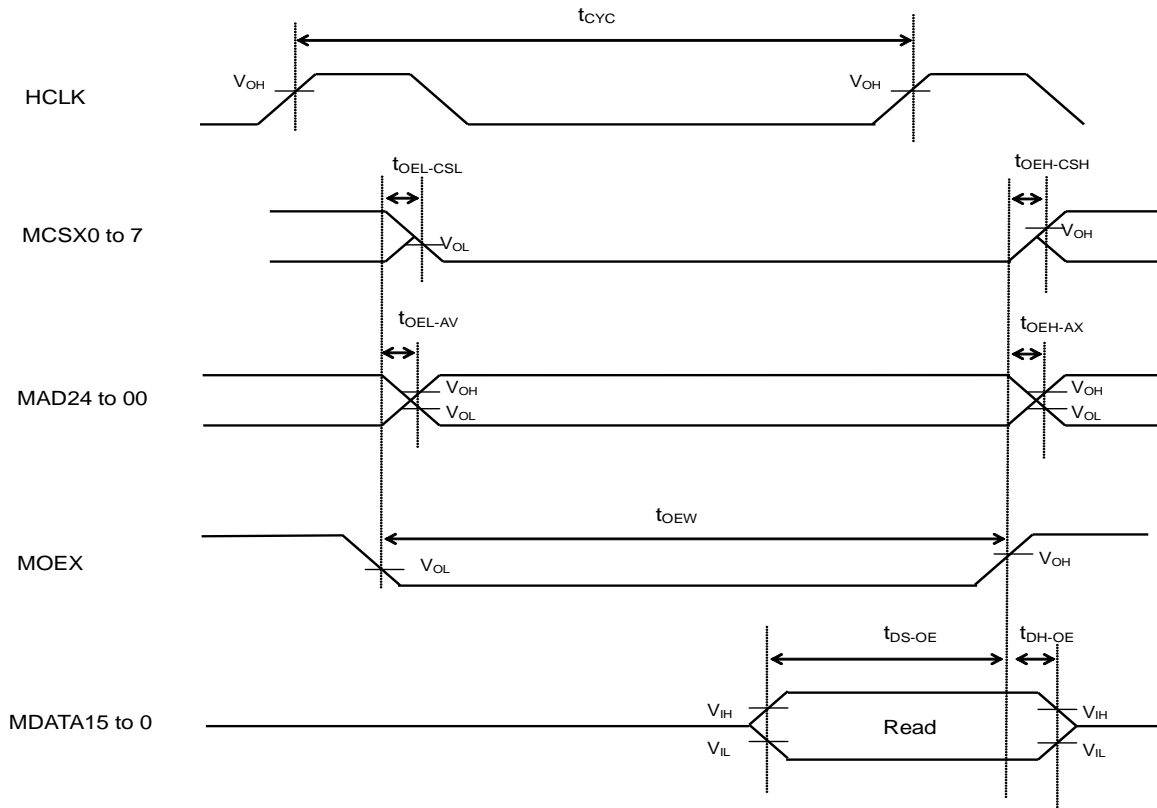 tCYC
HCLK
VOH
VOH
tOEL-CSL
tOEH-CSH
MCSX0 to 7
VOL
VOH
tOEL-AV
tOEH-AX
MAD24 to 00
VOH
VOL
VOH
VOL
tOEW
MOEX
VOL
VOH
tDS-OE
tDH-OE
MDATA15 to 0
VIH
VIL
Read
VIH
VIL